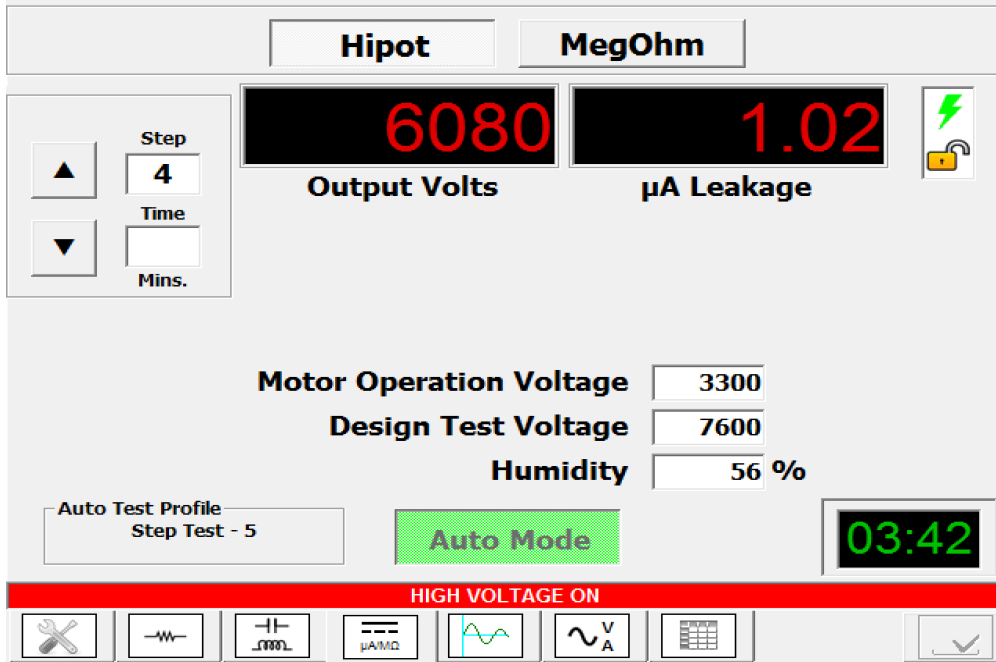 Hipot MegOhm
6080 1.02
Step
4
Output Volts µA Leakage
Time
Mins.
Motor Operation Voltage 3300
Design Test Voltage 7600
Humidity 56 %
Auto Test Profile
Step Test - 5
Auto Mode
03:42
HIGH VOLTAGE ON
µA/MΩ
V
A